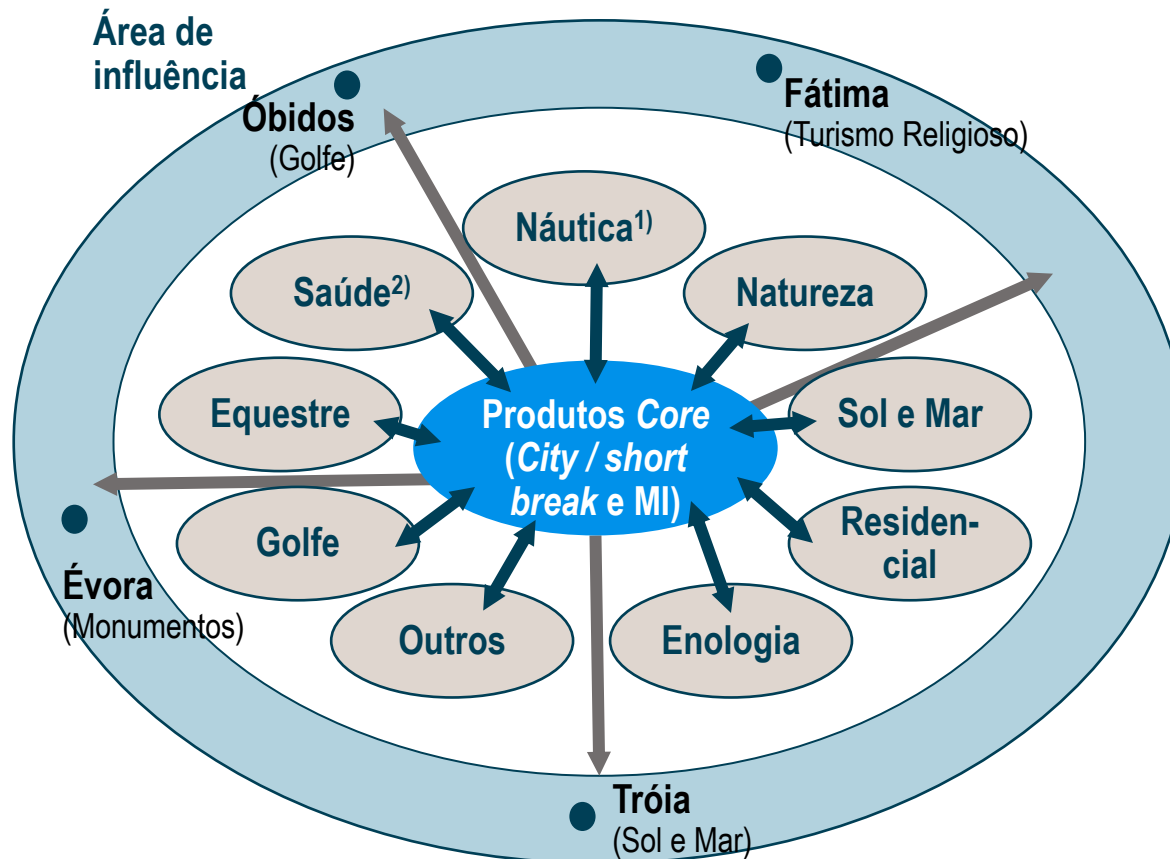 Área de
influência
Óbidos
(Golfe)
Fátima
(Turismo Religioso)
Náutica1)
Saúde2)
Natureza
Equestre
Produtos Core
(City / short
break e MI)
Sol e Mar
Golfe
Residen-
cial
Évora
(Monumentos)
Outros
Enologia
Tróia
(Sol e Mar)